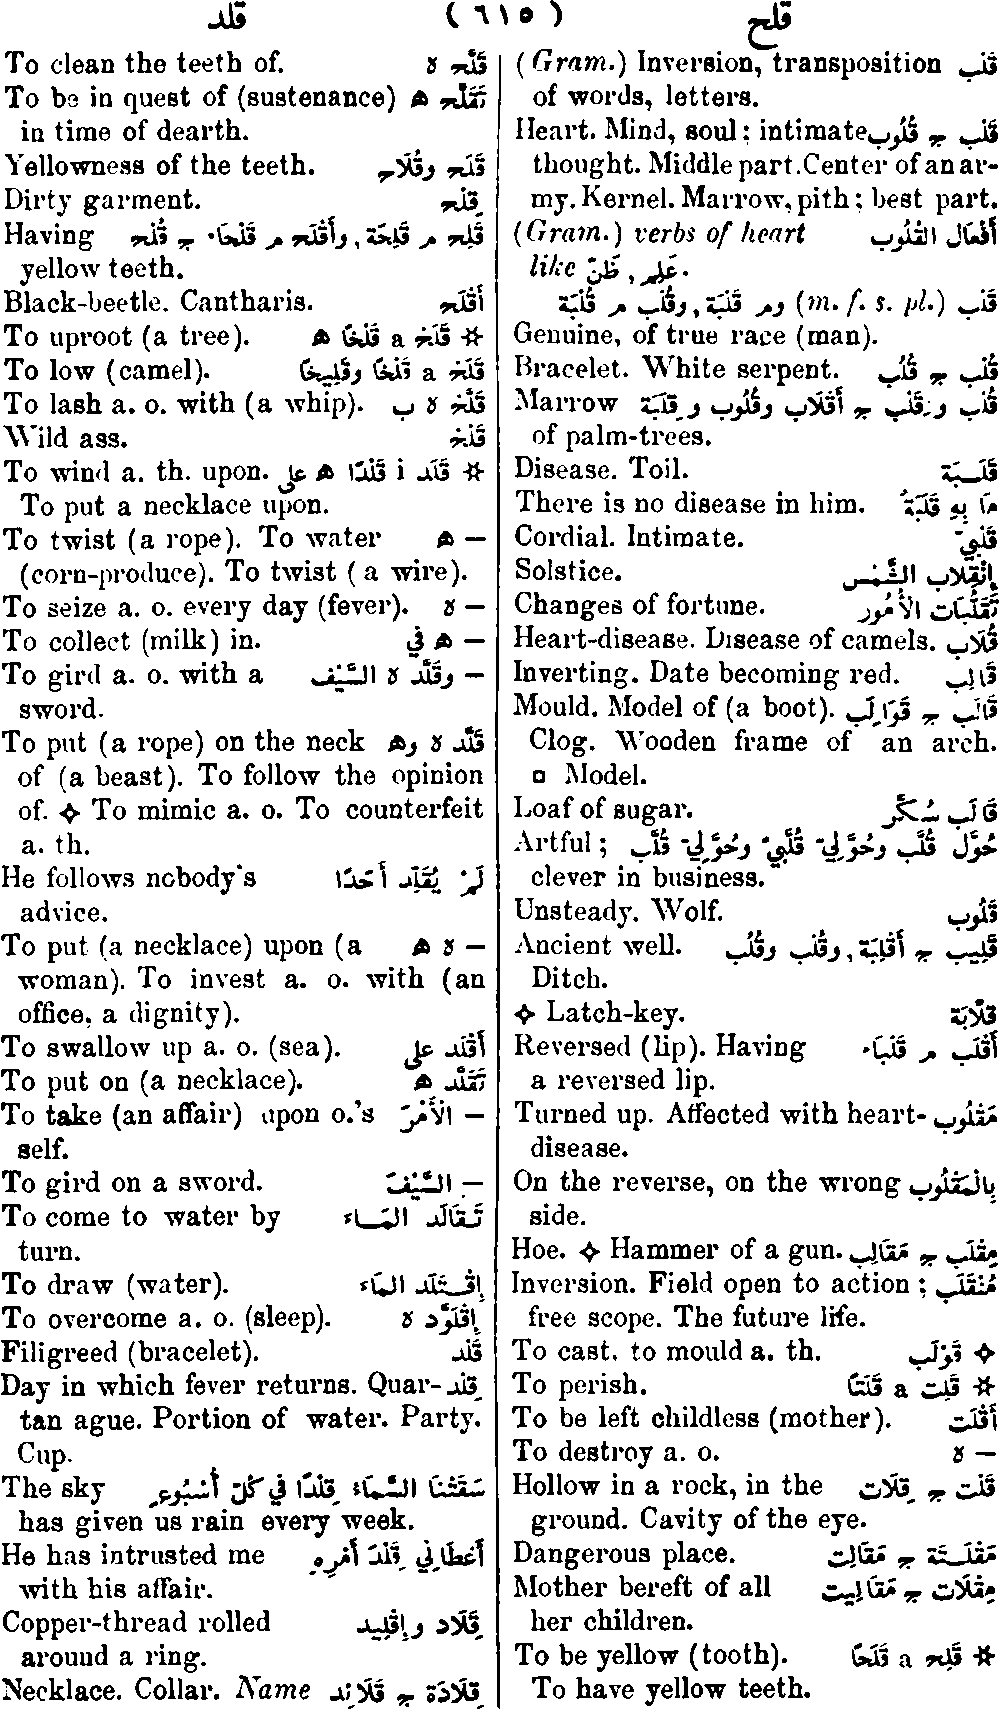 قلد ( ٦١٥ ) قلح
(Gram.) Inversion, transposition قَلْب
of words, letters.
Heart. Mind, soul; intimate قَلْب ج قُلُوب
thought. Middle part. Center of an ar-
my. Kernel. Marrow, pith; best part.
(Gram.) verbs of heart أَفْعَال القُلُوب
like عَلِمَ, ظَنَّ.
قَلْب (m. f. s. pl.) وم قَلْبَة, وقُلْب م قُلْبَة
Genuine, of true race (man).
Bracelet. White serpent. قُلْب ج قُلُب
Marrow قُلْب وقَلْب وقِلْب ج أَقْلَاب وقُلُوب وقِلَبَة
of palm-trees.
Disease. Toil. قَلَبَة
There is no disease in him. مَا بِهِ قَلَبَةٌ
Cordial. Intimate. قَلْبِيّ
Solstice. إِنْقِلَاب الشَّمْس
Changes of fortune. تَقَلُّبَات الأُمُور
Heart-disease. Disease of camels. قُلَاب
Inverting. Date becoming red. قَالِب
Mould. Model of (a boot). قَالَب ج قَوَالِب
Clog. Wooden frame of an arch.
▫ Model.
Loaf of sugar. قَالَب سُكَّر
Artful; حُوَّل قُلَّب وحُوَّلِيّ قُلَّبِيّ وحُوَّلِيّ قُلَّب
clever in business.
Unsteady. Wolf. قَلُوب
Ancient well. قَلِيب ج أَقْلِبَة, وقُلْب وقُلُب
Ditch.
✧ Latch-key. قَلَّابَة
Reversed (lip). Having أَقْلَب م قَلْبَاء
a reversed lip.
Turned up. Affected with heart- مَقْلُوب
disease.
On the reverse, on the wrong بِالْمَقْلُوب
side.
Hoe. ✧ Hammer of a gun. مِقْلَب ج مَقَالِب
Inversion. Field open to action; مُنْقَلَب
free scope. The future life.
To cast, to mould a. th. ✧ قَوْلَب
To perish. ☆ قَلِت a قَلَتًا
To be left childless (mother). أَقْلَت
To destroy a. o. — ه
Hollow in a rock, in the قَلْت ج قِلَات
ground. Cavity of the eye.
Dangerous place. مَقْلَتَة ج مَقَالِت
Mother bereft of all مِقْلَات ج مَقَالِيت
her children.
To be yellow (tooth). ☆ قَلِح a قَلَحًا
To have yellow teeth.
To clean the teeth of. قَلَّح ه
To be in quest of (sustenance) تَقَلَّح ه
in time of dearth.
Yellowness of the teeth. قَلَح وقُلَاح
Dirty garment. قِلْح
Having قَلِح م قَلِحَة, وأَقْلَح م قَلْحَاء ج قُلْح
yellow teeth.
Black-beetle. Cantharis. أَقْلَح
To uproot (a tree). ☆ قَلَخ a قَلْخًا ه
To low (camel). قَلَخ a قَلْخًا وقَلِيخًا
To lash a. o. with (a whip). قَلَّخ ه ب
Wild ass. قَلْخ
To wind a. th. upon. ☆ قَلَد i قَلْدًا ه على
To put a necklace upon.
To twist (a rope). To water — ه
(corn-produce). To twist (a wire).
To seize a. o. every day (fever). — ه
To collect (milk) in. — ه في
To gird a. o. with a — وقَلَّد ه السَّيْف
sword.
To put (a rope) on the neck قَلَّد ه وه
of (a beast). To follow the opinion
of. ✧ To mimic a. o. To counterfeit
a. th.
He follows nobody's لَمْ يُقَلِّد أَحَدًا
advice.
To put (a necklace) upon (a — ه ه
woman). To invest a. o. with (an
office, a dignity).
To swallow up a. o. (sea). أَقْلَد على
To put on (a necklace). تَقَلَّد ه
To take (an affair) upon o.'s — الأَمْرَ
self.
To gird on a sword. — السَّيْفَ
To come to water by تَقَالَد المَاء
turn.
To draw (water). إِقْتَلَد المَاء
To overcome a. o. (sleep). إِقْلَوَّد ه
Filigreed (bracelet). قَلْد
Day in which fever returns. Quar- قِلْد
tan ague. Portion of water. Party.
Cup.
The sky سَقَتْنَا السَّمَاء قِلْدًا في كُلّ أُسْبُوع
has given us rain every week.
He has intrusted me أَعْطَانِي قِلْدَ أَمْرِهِ
with his affair.
Copper-thread rolled قِلَاد وإِقْلِيد
around a ring.
Necklace. Collar. Name قِلَادَة ج قَلَائِد